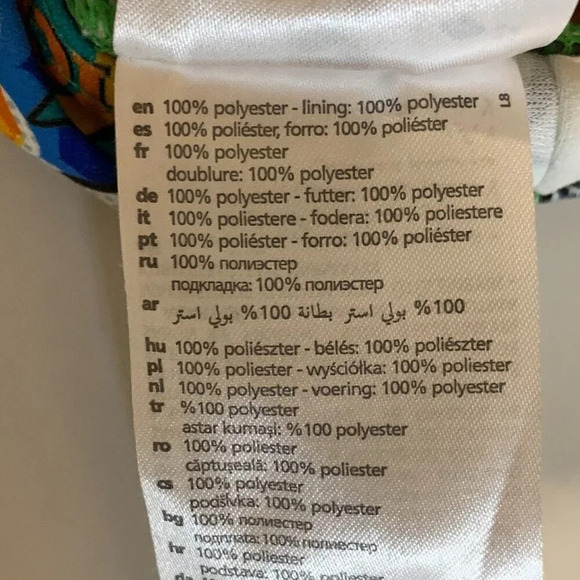 en 100% polyester - lining: 100% polyester
LB
es 100% poliéster, forro: 100% poliéster
fr 100% polyester
doublure: 100% polyester
de 100% polyester - futter: 100% polyester
it 100% poliestere - fodera: 100% poliestere
pt 100% poliéster - forro: 100% poliéster
ru 100% полиэстер
подкладка: 100% полиэстер
ar 100% بولي استر بطانة 100% بولي استر
hu 100% poliészter - bélés: 100% poliészter
pl 100% poliester - wyściółka: 100% poliester
nl 100% polyester - voering: 100% polyester
tr %100 polyester
astar kumaşi: %100 polyester
ro 100% poliester
căptuşeală: 100% poliester
cs 100% polyester
podšívka: 100% polyester
bg 100% полиестер
подплата: 100% полиестер
hr 100% poliester
podstava: 100% poliester